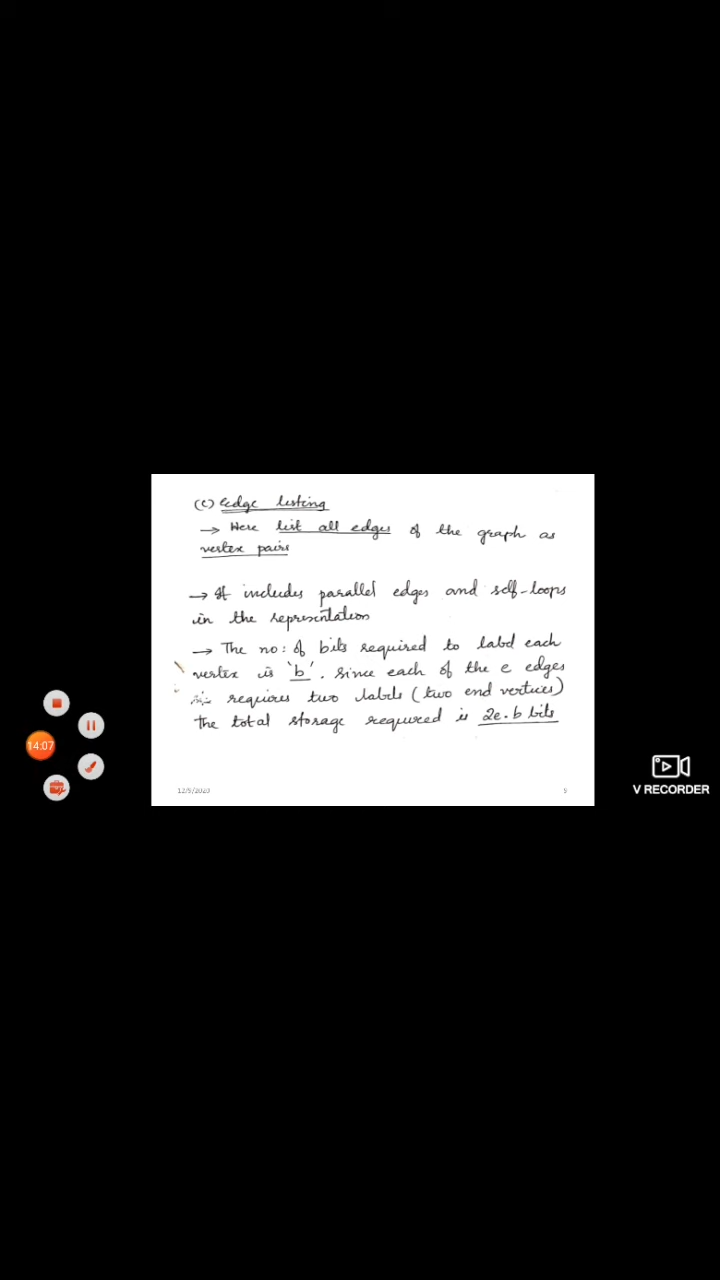 (c) Edge listing
→ Here list all edges of the graph as
vertex pairs
→ It includes parallel edges and self-loops
in the representation
→ The no: of bits required to label each
vertex is 'b'. Since each of the e edges
requires two labels (two end vertices)
the total storage required is 2e.b bits
14:07
V RECORDER
12/9/2020
9